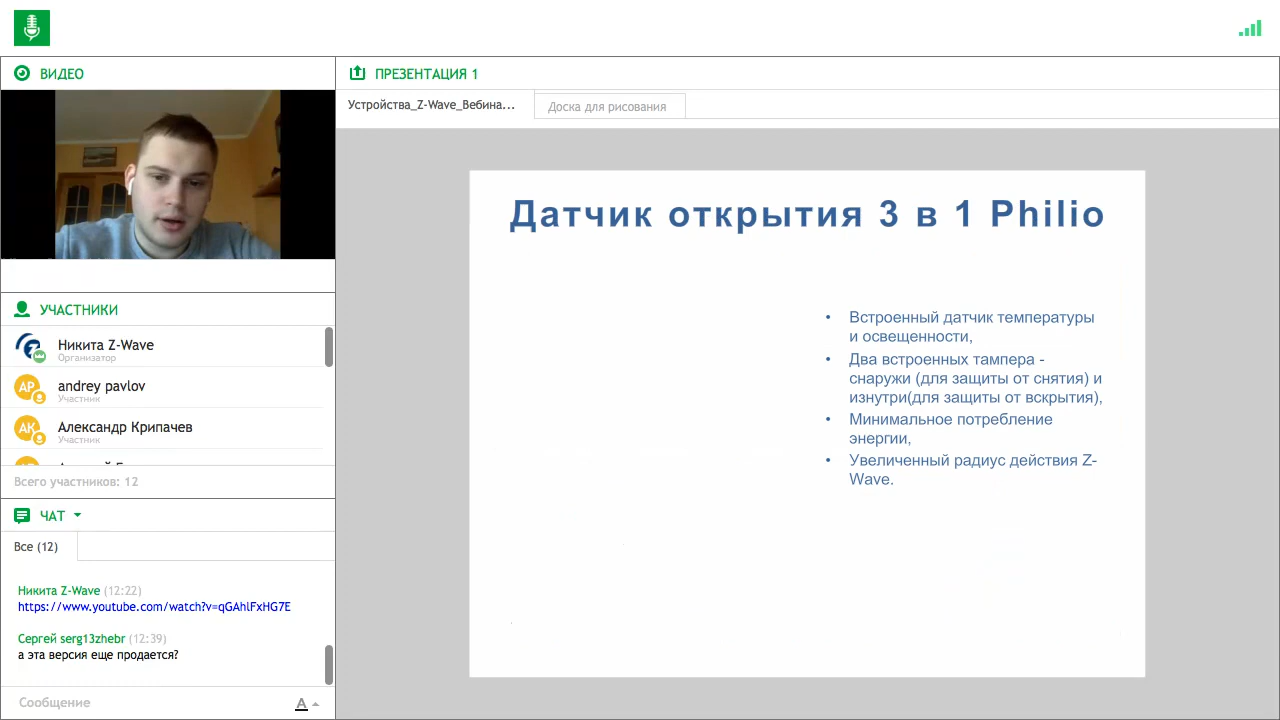 ВИДЕО
УЧАСТНИКИ
Никита Z-Wave
Организатор
АР
andrey pavlov
Участник
АК
Александр Крипачев
Участник
Всего участников: 12
ЧАТ
Все (12)
Никита Z-Wave (12:22)
https://www.youtube.com/watch?v=qGAhlFxHG7E
Сергей serg13zhebr (12:39)
а эта версия еще продается?
Сообщение
A
ПРЕЗЕНТАЦИЯ 1
Устройства_Z-Wave_Вебина...
Доска для рисования
Датчик открытия 3 в 1 Philio
• Встроенный датчик температуры
и освещенности,
• Два встроенных тампера -
снаружи (для защиты от снятия) и
изнутри(для защиты от вскрытия),
• Минимальное потребление
энергии,
• Увеличенный радиус действия Z-
Wave.